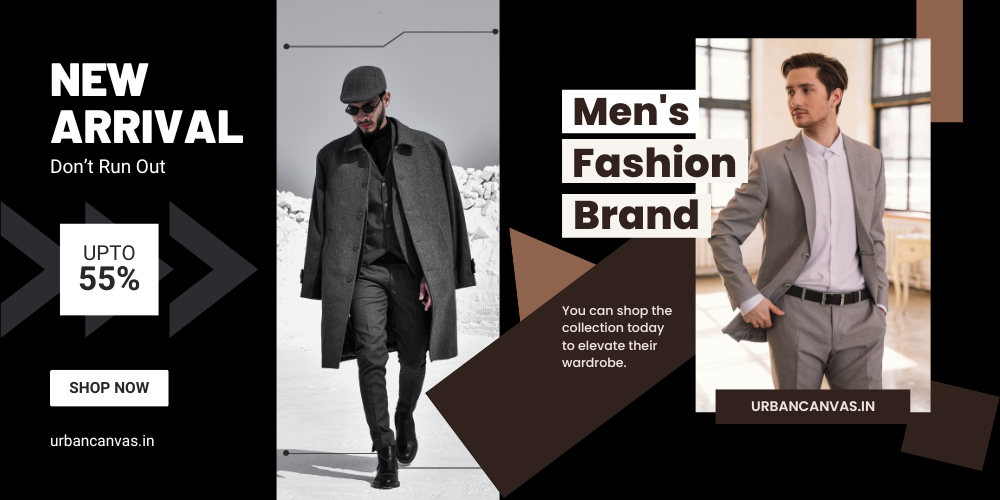 NEW
ARRIVAL
Don’t Run Out
UPTO
55%
SHOP NOW
urbancanvas.in
Men's
Fashion
Brand
You can shop the
collection today
to elevate their
wardrobe.
URBANCANVAS.IN